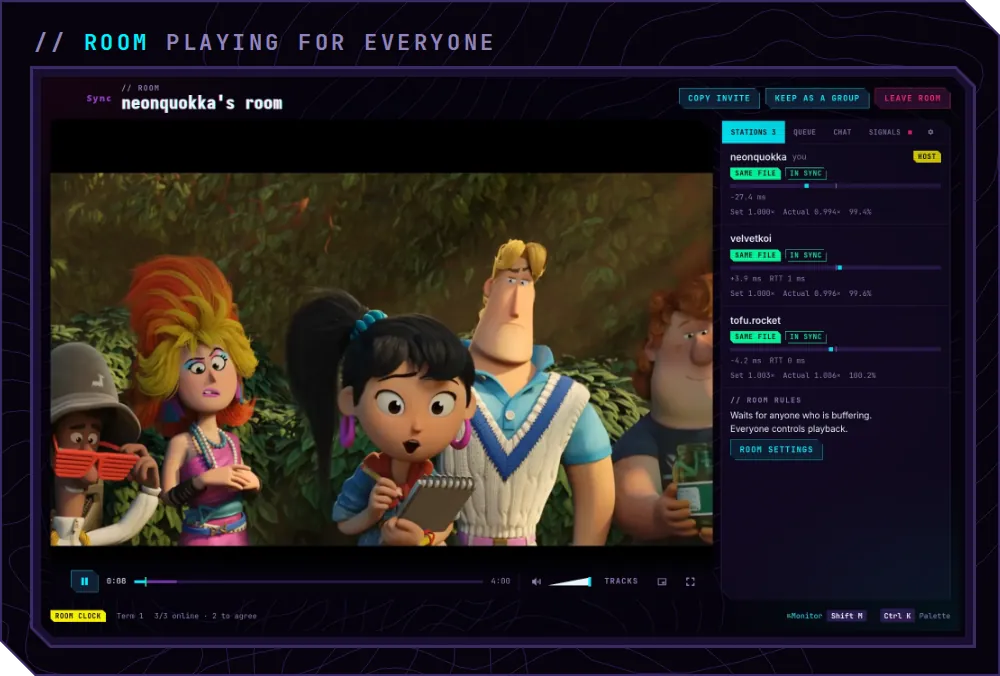 // ROOM PLAYING FOR EVERYONE
Sync
// ROOM
neonquokka's room
COPY INVITE
KEEP AS A GROUP
LEAVE ROOM
STATIONS 3
QUEUE
CHAT
SIGNALS
neonquokka you
HOST
SAME FILE
IN SYNC
-27.4 ms
Set 1.000× Actual 0.994× 99.4%
velvetkoi
SAME FILE
IN SYNC
+3.9 ms RTT 1 ms
Set 1.000× Actual 0.996× 99.6%
tofu.rocket
SAME FILE
IN SYNC
-4.2 ms RTT 0 ms
Set 1.003× Actual 1.006× 100.2%
// ROOM RULES
Waits for anyone who is buffering.
Everyone controls playback.
ROOM SETTINGS
0:08
4:00
TRACKS
ROOM CLOCK
Term 1 3/3 online · 2 to agree
Monitor Shift M
Ctrl K Palette